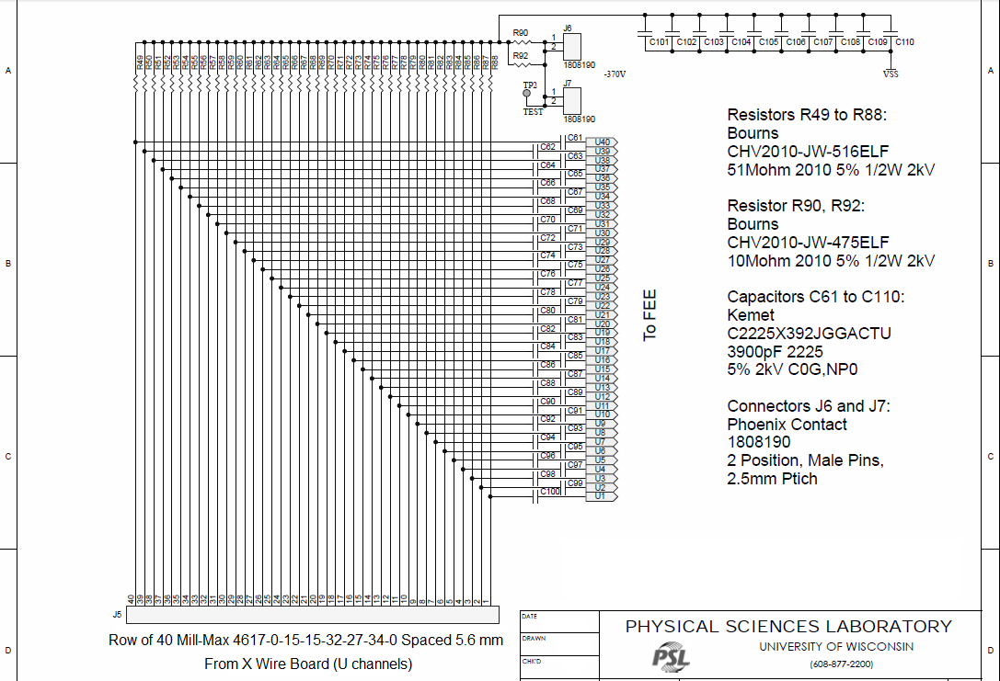 R49 R50 R51 R52 R53 R54 R55 R56 R57 R58 R59 R60 R61 R62 R63 R64 R65 R66 R67 R68 R69 R70 R71 R72 R73 R74 R75 R76 R77 R78 R79 R80 R81 R82 R83 R84 R85 R86 R87 R88
R90
R92
J6
1
2
1808190
-370V
J7
1
2
1808190
TP2
TEST
C101 C102 C103 C104 C105 C106 C107 C108 C109 C110
VSS
A
A
B
B
C
C
D
D
C61 U40
C62 U39
C63 U38
C64 U37
C65 U36
C66 U35
C67 U34
C68 U33
C69 U32
C70 U31
C71 U30
C72 U29
C73 U28
C74 U27
C75 U26
C76 U25
C77 U24
C78 U23
C79 U22
C80 U21
C81 U20
C82 U19
C83 U18
C84 U17
C85 U16
C86 U15
C87 U14
C88 U13
C89 U12
C90 U11
C91 U10
C92 U9
C93 U8
C94 U7
C95 U6
C96 U5
C97 U4
C98 U3
C99 U2
C100 U1
To FEE
Resistors R49 to R88:
Bourns
CHV2010-JW-516ELF
51Mohm 2010 5% 1/2W 2kV
Resistor R90, R92:
Bourns
CHV2010-JW-475ELF
10Mohm 2010 5% 1/2W 2kV
Capacitors C61 to C110:
Kemet
C2225X392JGGACTU
3900pF 2225
5% 2kV C0G,NP0
Connectors J6 and J7:
Phoenix Contact
1808190
2 Position, Male Pins,
2.5mm Ptich
40 39 38 37 36 35 34 33 32 31 30 29 28 27 26 25 24 23 22 21 20 19 18 17 16 15 14 13 12 11 10 9 8 7 6 5 4 3 2 1
J5
Row of 40 Mill-Max 4617-0-15-15-32-27-34-0 Spaced 5.6 mm
From X Wire Board (U channels)
DATE
DRAWN
CHK'D
PHYSICAL SCIENCES LABORATORY
PSL
UNIVERSITY OF WISCONSIN
(608-877-2200)